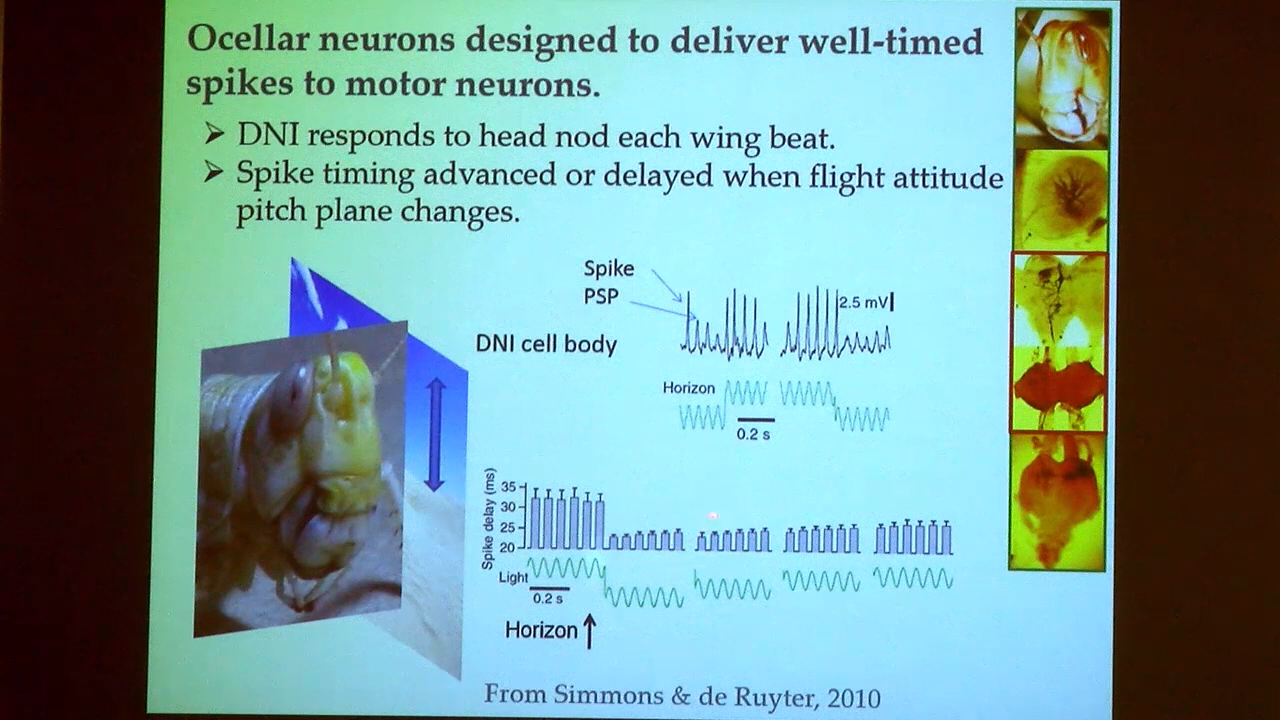 Ocellar neurons designed to deliver well-timed
spikes to motor neurons.
➢ DNI responds to head nod each wing beat.
➢ Spike timing advanced or delayed when flight attitude
pitch plane changes.
Spike
PSP
2.5 mV
DNI cell body
Horizon
0.2 s
Spike delay (ms)
35
30
25
20
Light
0.2 s
Horizon
From Simmons & de Ruyter, 2010